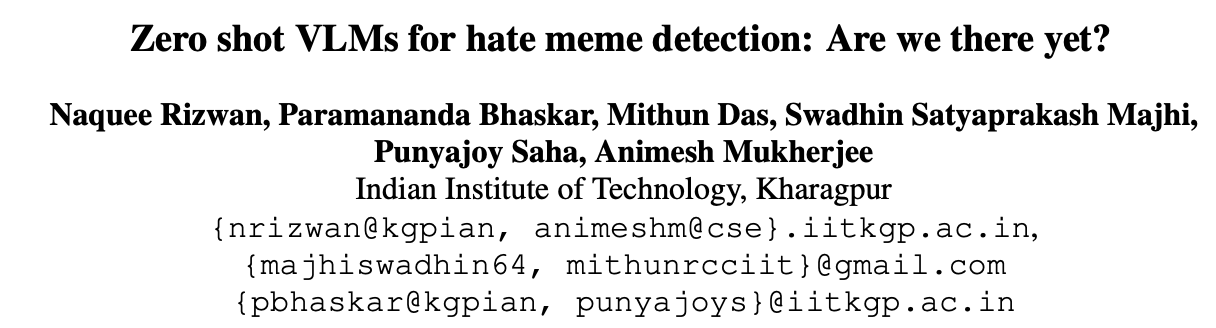 Zero shot VLMs for hate meme detection: Are we there yet?
Naquee Rizwan, Paramananda Bhaskar, Mithun Das, Swadhin Satyaprakash Majhi,
Punyajoy Saha, Animesh Mukherjee
Indian Institute of Technology, Kharagpur
{nrizwan@kgpian, animeshm@cse}.iitkgp.ac.in,
{majhiswadhin64, mithunrcciit}@gmail.com
{pbhaskar@kgpian, punyajoys}@iitkgp.ac.in